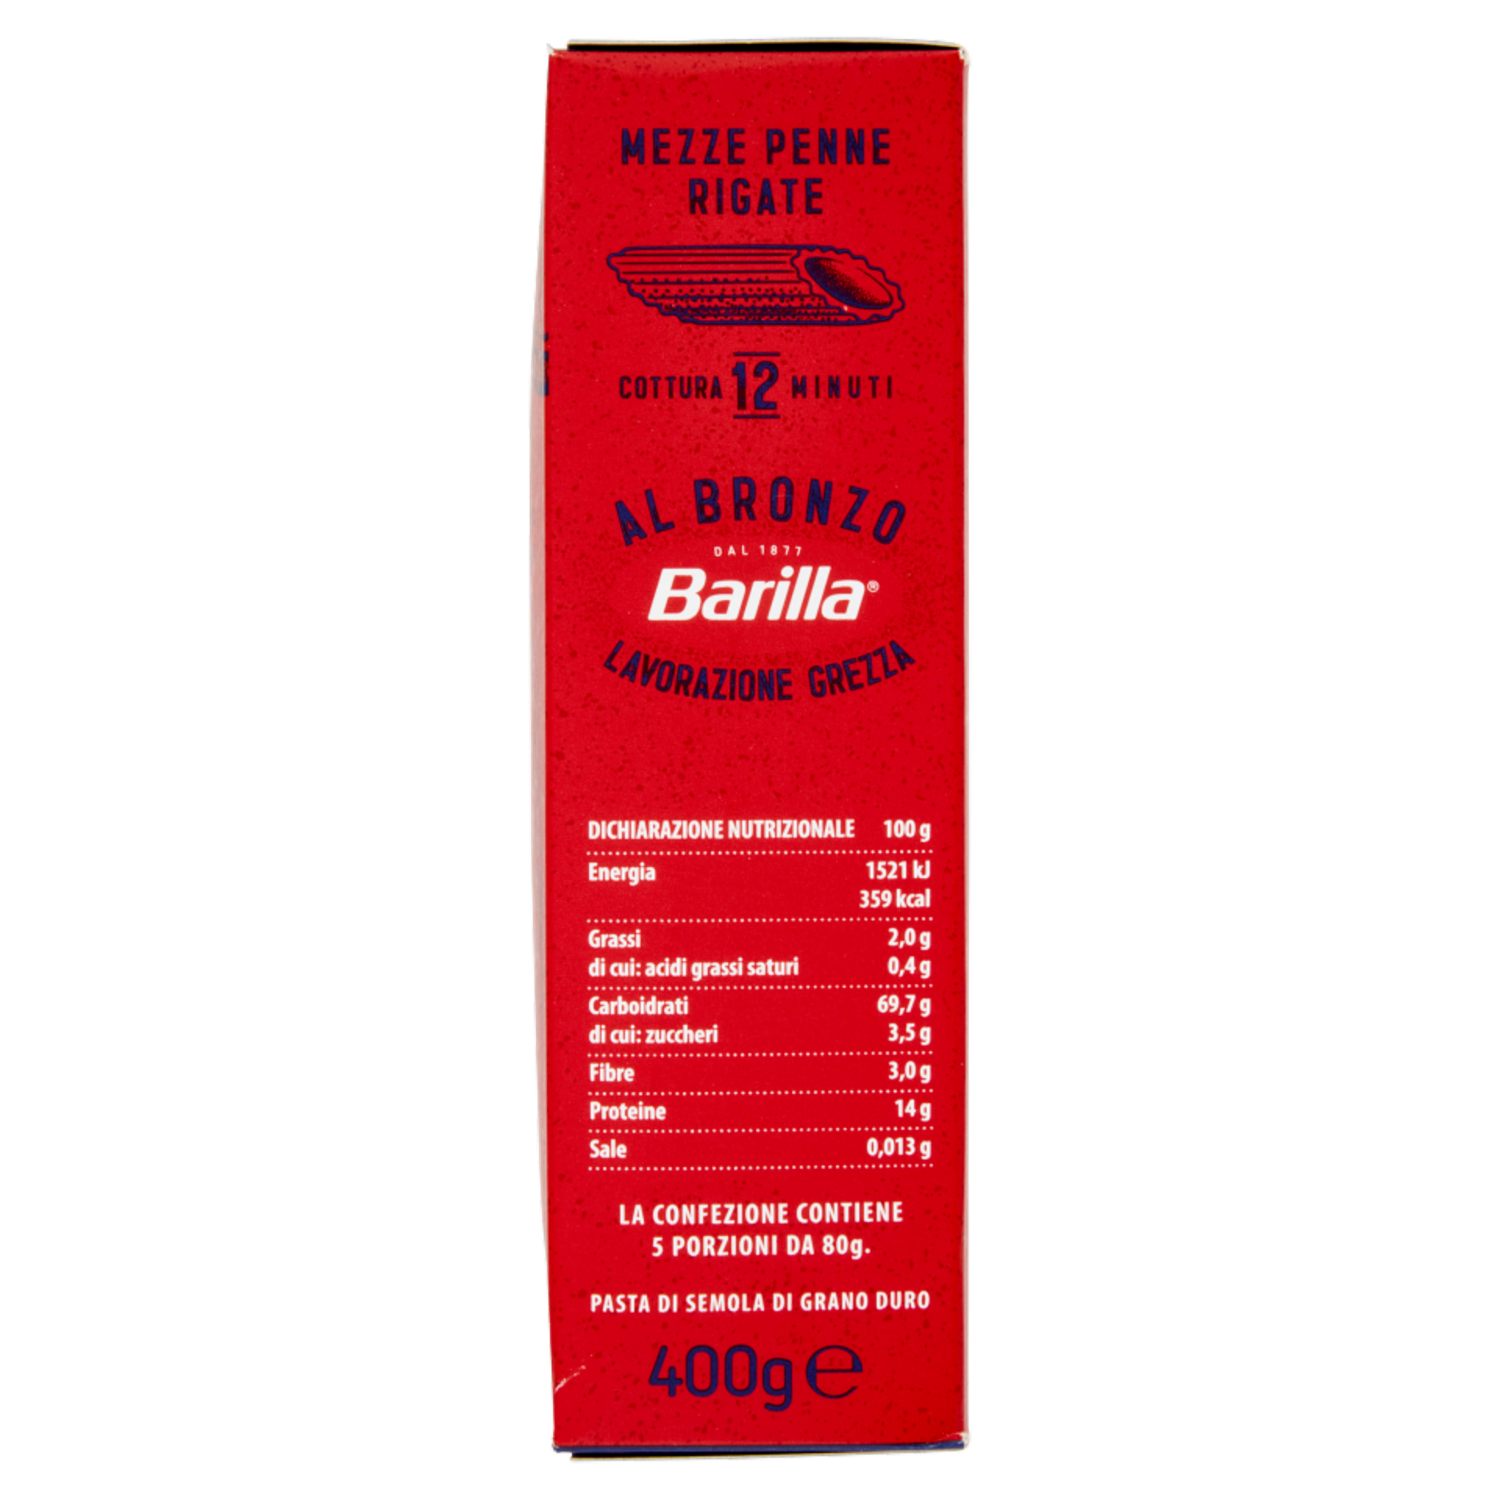 MEZZE PENNE
RIGATE
COTTURA 12 MINUTI
AL BRONZO
DAL 1877
Barilla®
LAVORAZIONE GREZZA
DICHIARAZIONE NUTRIZIONALE 100 g
Energia 1521 kJ
359 kcal
Grassi 2,0 g
di cui: acidi grassi saturi 0,4 g
Carboidrati 69,7 g
di cui: zuccheri 3,5 g
Fibre 3,0 g
Proteine 14 g
Sale 0,013 g
LA CONFEZIONE CONTIENE
5 PORZIONI DA 80g.
PASTA DI SEMOLA DI GRANO DURO
400g ℮